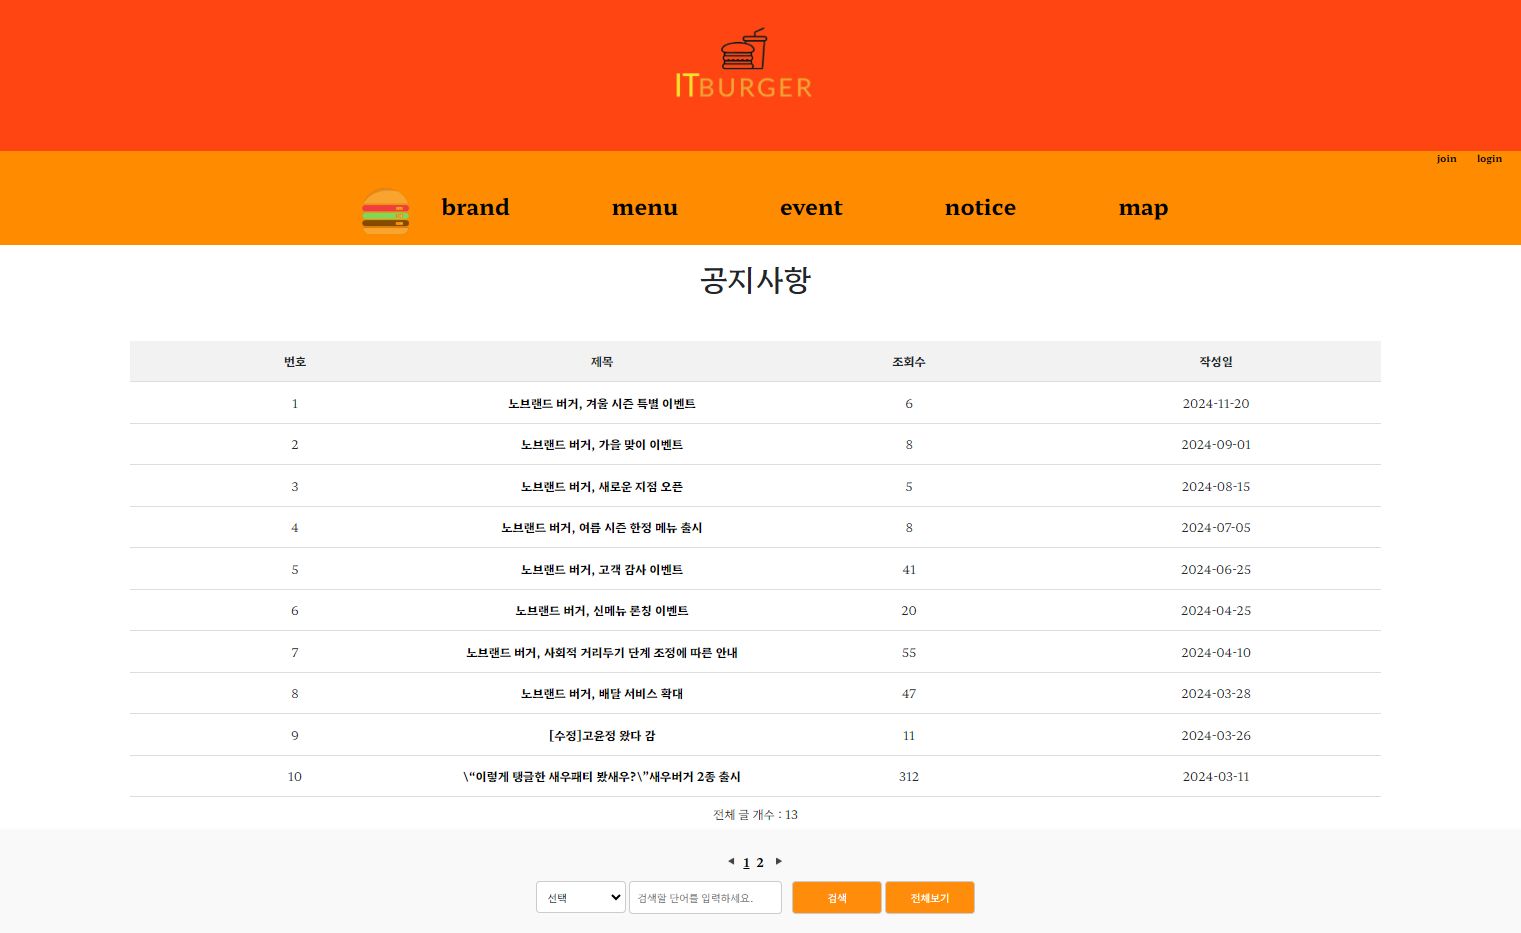 ITBURGER
join login
brand menu event notice map
공지사항
번호 제목 조회수 작성일
1 노브랜드 버거, 겨울 시즌 특별 이벤트 6 2024-11-20
2 노브랜드 버거, 가을 맞이 이벤트 8 2024-09-01
3 노브랜드 버거, 새로운 지점 오픈 5 2024-08-15
4 노브랜드 버거, 여름 시즌 한정 메뉴 출시 8 2024-07-05
5 노브랜드 버거, 고객 감사 이벤트 41 2024-06-25
6 노브랜드 버거, 신메뉴 론칭 이벤트 20 2024-04-25
7 노브랜드 버거, 사회적 거리두기 단계 조정에 따른 안내 55 2024-04-10
8 노브랜드 버거, 배달 서비스 확대 47 2024-03-28
9 [수정]고윤정 왔다 감 11 2024-03-26
10 \“이렇게 탱글한 새우패티 봤새우?\”새우버거 2종 출시 312 2024-03-11
전체 글 개수 : 13
1 2
선택 검색할 단어를 입력하세요. 검색 전체보기